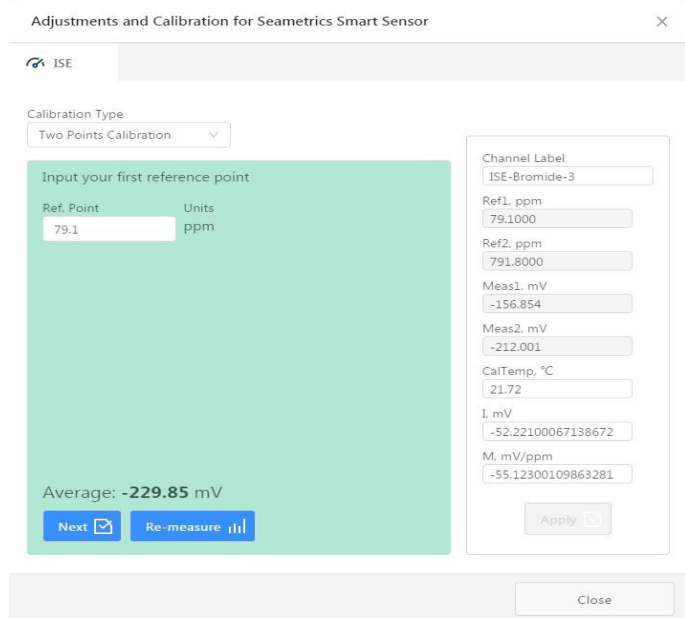 Adjustments and Calibration for Seametrics Smart Sensor
ISE
Calibration Type
Two Points Calibration
Input your first reference point
Ref. Point Units
79.1 ppm
Average: -229.85 mV
Next Re-measure
Channel Label
ISE-Bromide-3
Ref1, ppm
79.1000
Ref2, ppm
791.8000
Meas1, mV
-156.854
Meas2, mV
-212.001
CalTemp, °C
21.72
I, mV
-52.22100067138672
M, mV/ppm
-55.12300109863281
Apply
Close